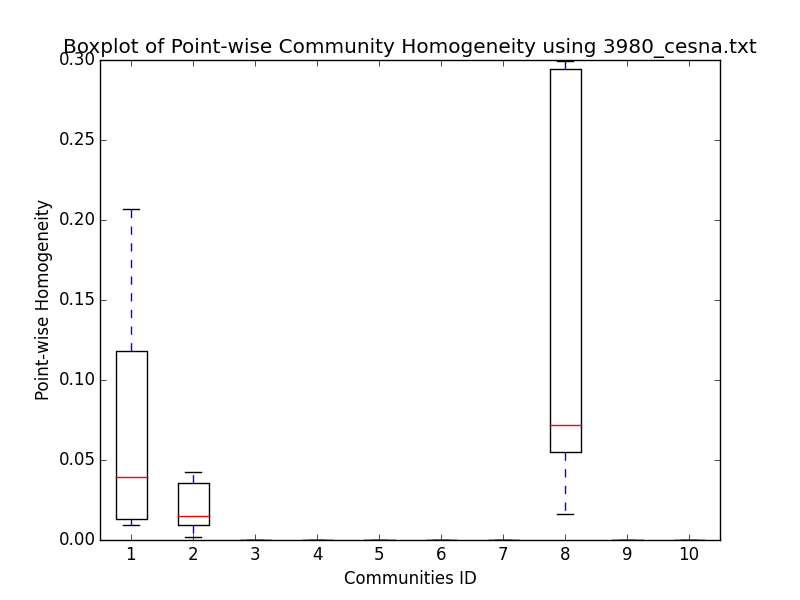 Boxplot of Point-wise Community Homogeneity using 3980_cesna.txt
0.30
0.25
0.20
0.15
0.10
0.05
0.00
Point-wise Homogeneity
1 2 3 4 5 6 7 8 9 10
Communities ID